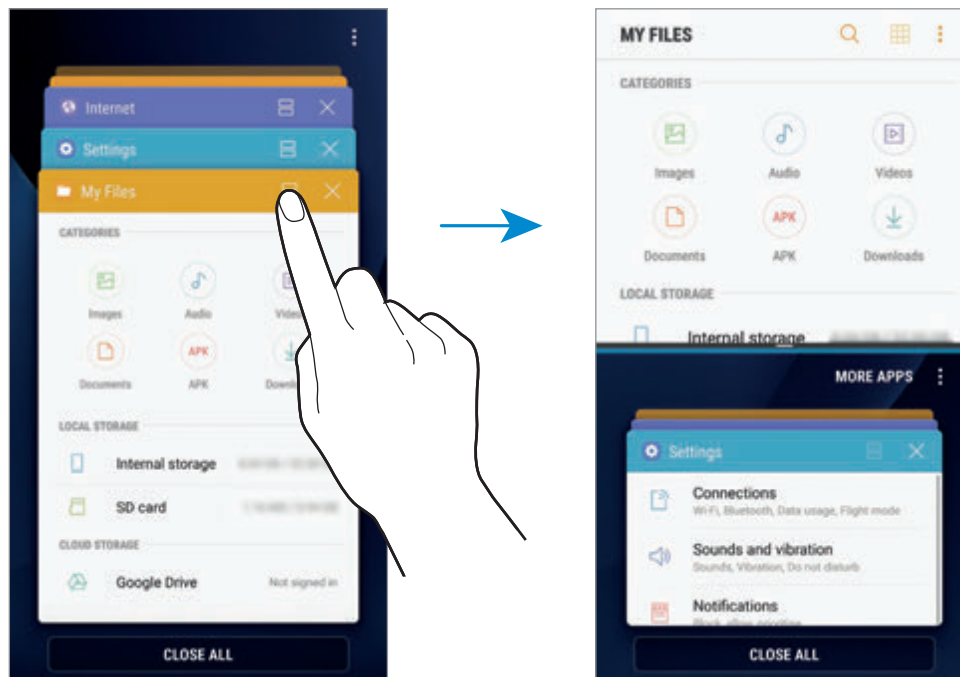 Internet
Settings
My Files
CATEGORIES
Images
Audio
Documents
APK
APK
LOCAL STORAGE
Internal storage
SD card
CLOUD STORAGE
Google Drive
Not signed in
CLOSE ALL
MY FILES
CATEGORIES
Images
Audio
Videos
APK
Documents
APK
Downloads
LOCAL STORAGE
Internal storage
MORE APPS
Settings
Connections
Wi-Fi, Bluetooth, Data usage, Flight mode
Sounds and vibration
Sounds, Vibration, Do not disturb
Notifications
CLOSE ALL